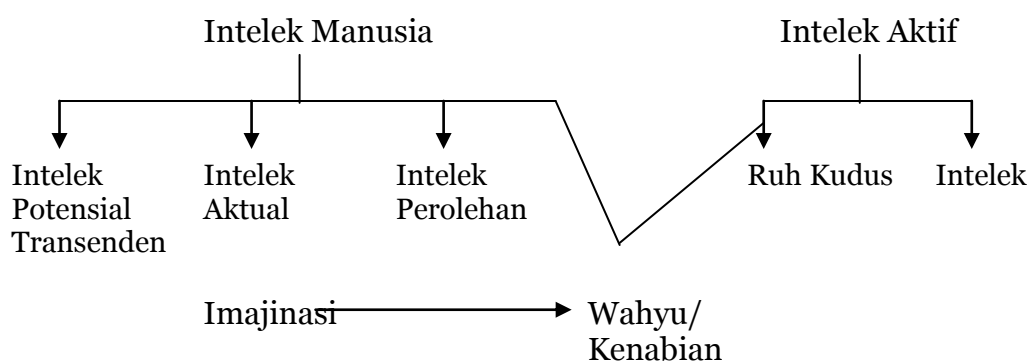 Intelek Manusia
Intelek Aktif
Intelek
Potensial
Transenden
Intelek
Aktual
Intelek
Perolehan
Ruh Kudus
Intelek
Imajinasi
Wahyu/
Kenabian